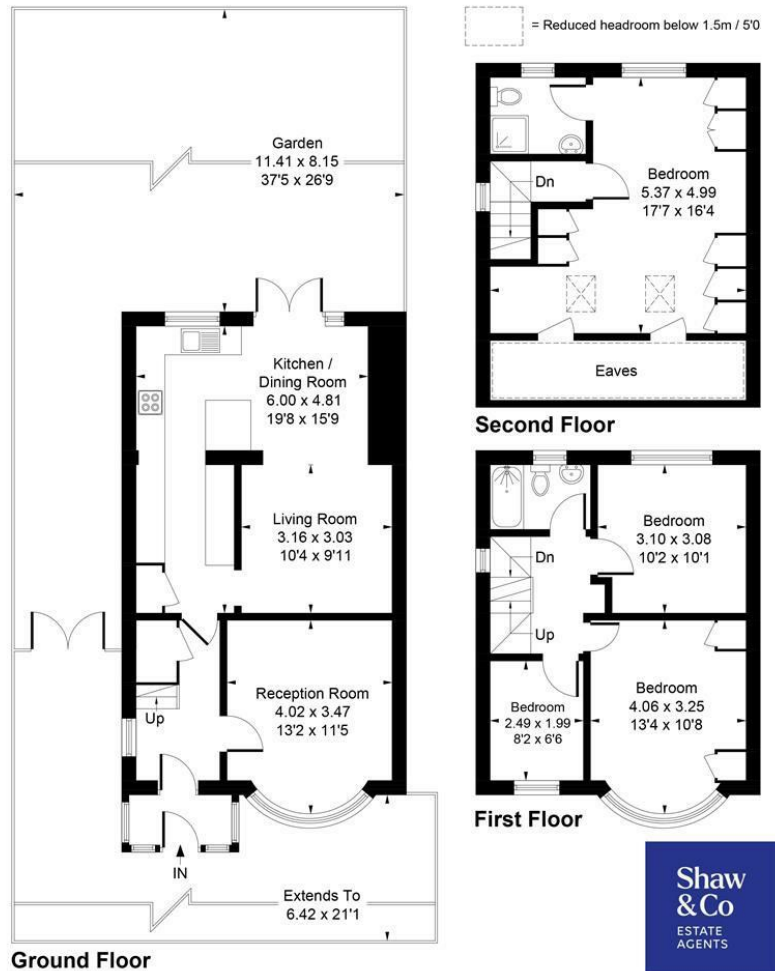 = Reduced headroom below 1.5m / 5'0
Garden
11.41 x 8.15
37'5 x 26'9
Kitchen /
Dining Room
6.00 x 4.81
19'8 x 15'9
Living Room
3.16 x 3.03
10'4 x 9'11
Reception Room
4.02 x 3.47
13'2 x 11'5
Up
IN
Extends To
6.42 x 21'1
Ground Floor
Dn
Bedroom
5.37 x 4.99
17'7 x 16'4
Eaves
Second Floor
Bedroom
3.10 x 3.08
10'2 x 10'1
Dn
Up
Bedroom
2.49 x 1.99
8'2 x 6'6
Bedroom
4.06 x 3.25
13'4 x 10'8
First Floor
Shaw
& Co
ESTATE
AGENTS